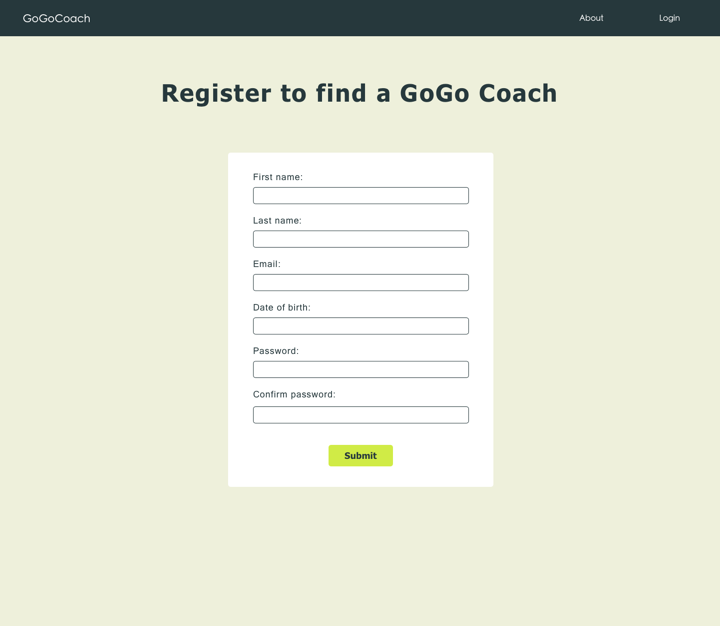 GoGoCoach
About
Login
Register to find a GoGo Coach
First name:
Last name:
Email:
Date of birth:
Password:
Confirm password:
Submit